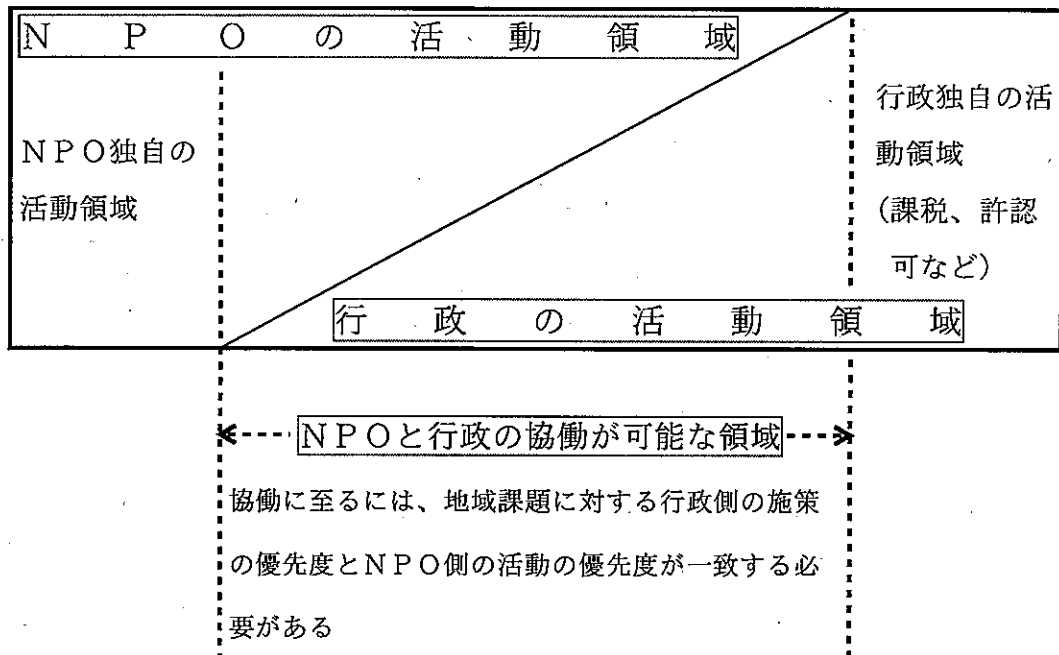 NPOの活動領域
NPO独自の
活動領域
行政独自の活
動領域
(課税、許認
可など)
行政の活動領域
NPOと行政の協働が可能な領域
協働に至るには、地域課題に対する行政側の施策
の優先度とNPO側の活動の優先度が一致する必
要がある